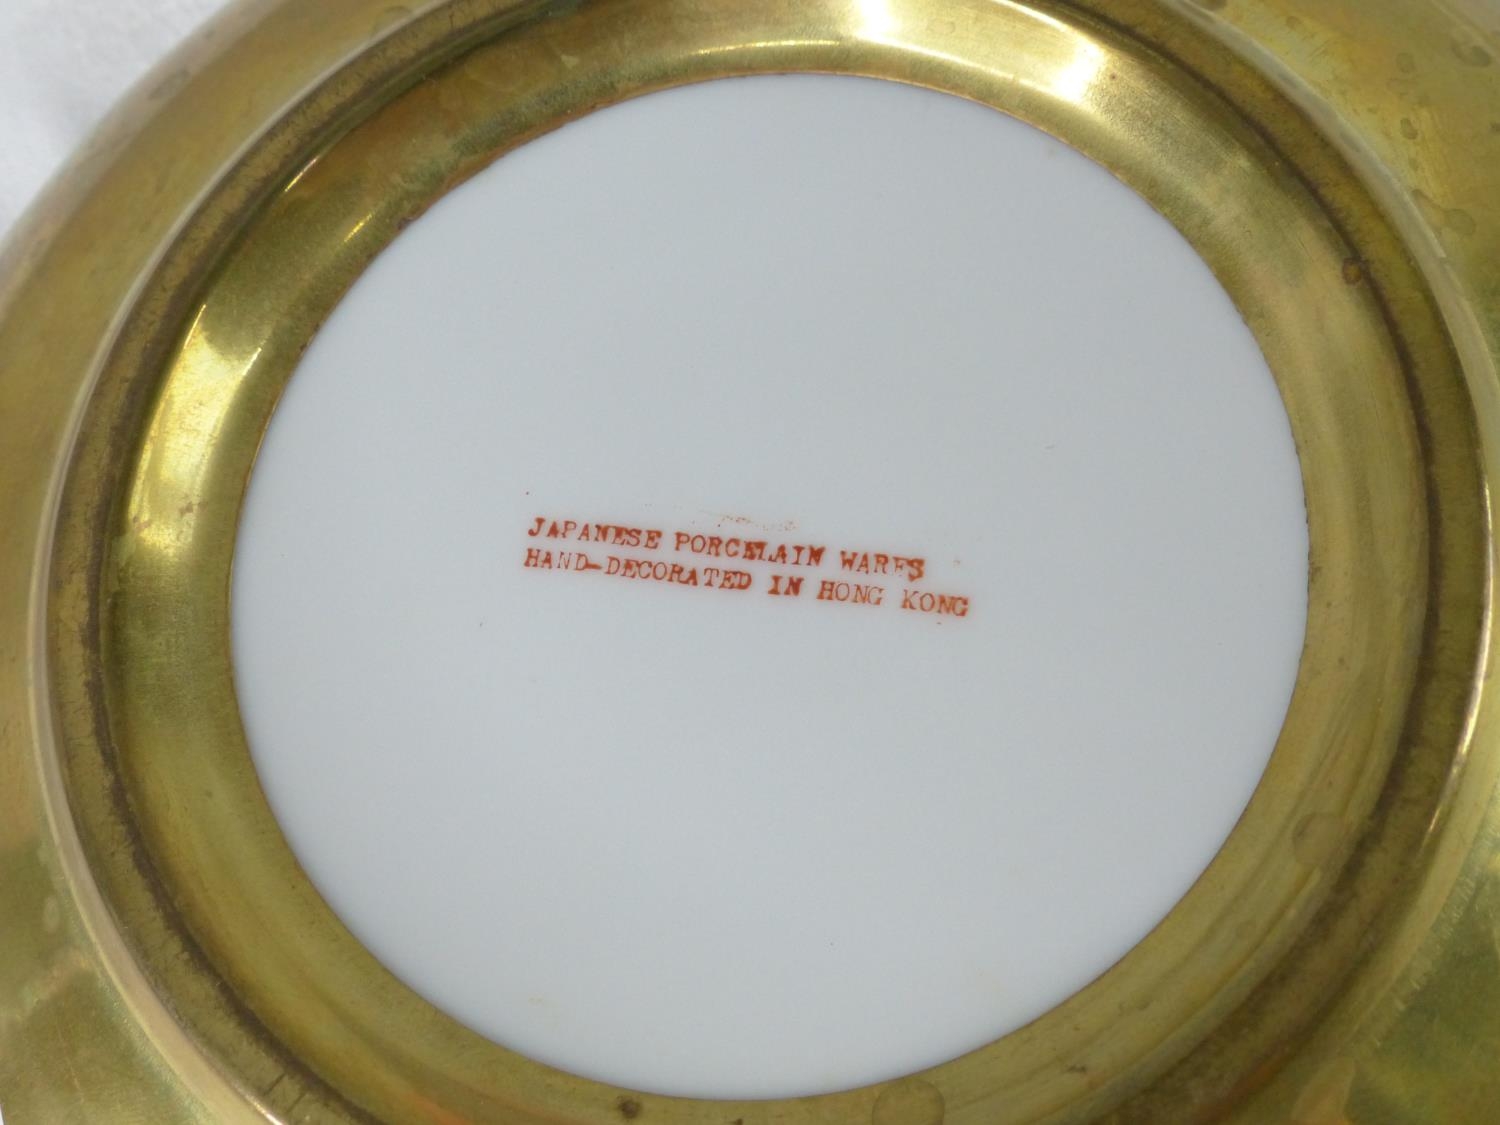 JAPANESE PORCELAIN WARES
HAND-DECORATED IN HONG KONG